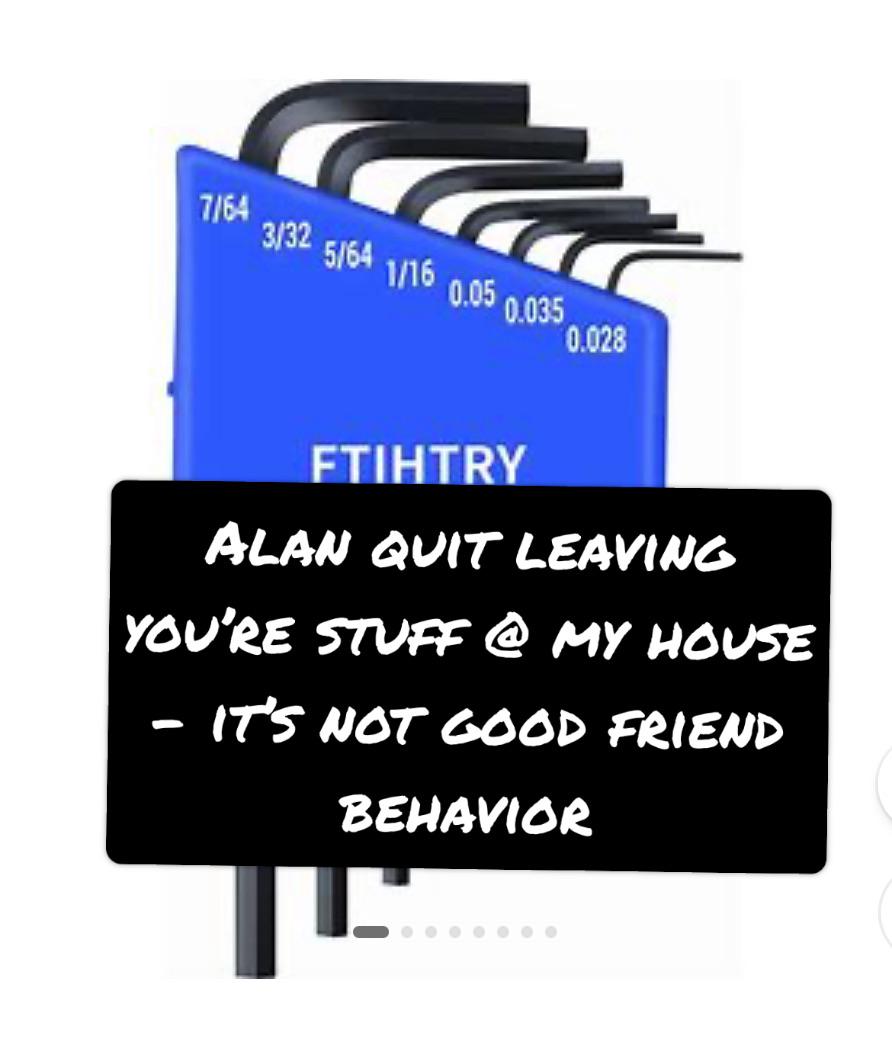 7/64
3/32
5/64
1/16
0.05
0.035
0.028
FTIHTRY
ALAN QUIT LEAVING
YOU'RE STUFF @ MY HOUSE
- IT'S NOT GOOD FRIEND
BEHAVIOR